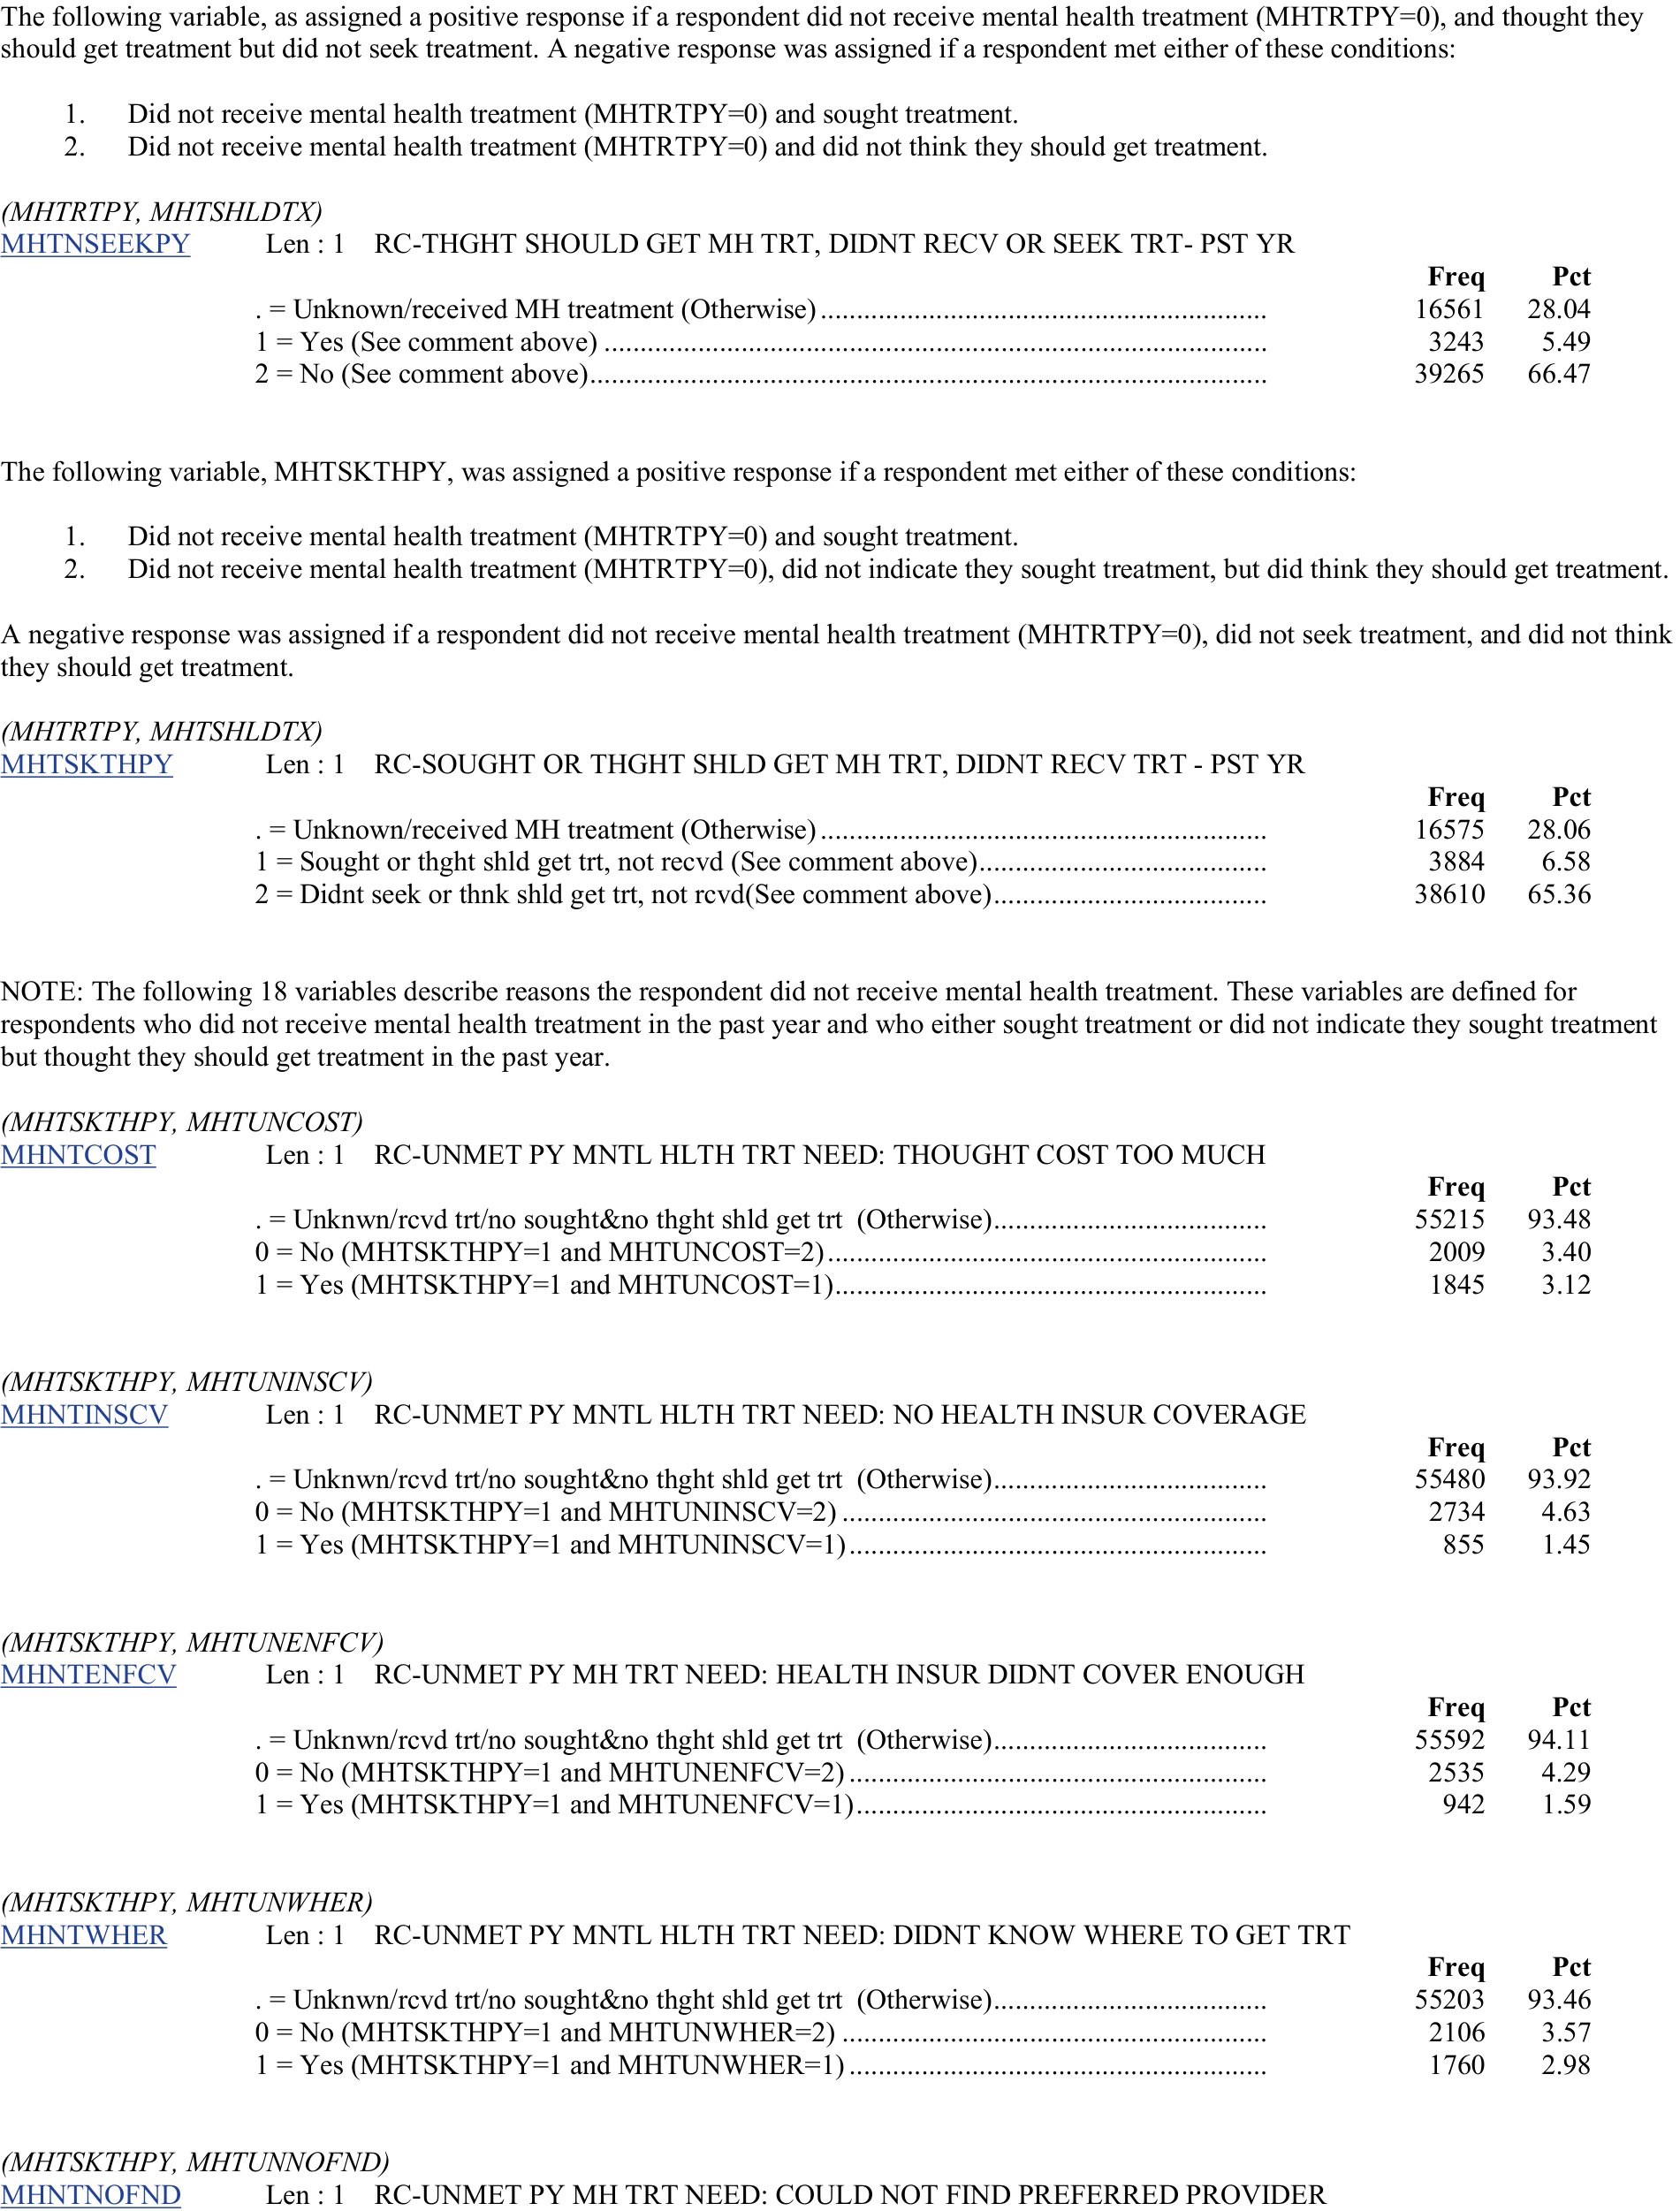 The following variable, as assigned a positive response if a respondent did not receive mental health treatment (MHTRTPY=0), and thought they
should get treatment but did not seek treatment. A negative response was assigned if a respondent met either of these conditions:
1. Did not receive mental health treatment (MHTRTPY=0) and sought treatment.
2. Did not receive mental health treatment (MHTRTPY=0) and did not think they should get treatment.
(MHTRTPY, MHTSHLDTX)
MHTNSEEKPY Len : 1 RC-THGHT SHOULD GET MH TRT, DIDNT RECV OR SEEK TRT- PST YR
Freq Pct
. = Unknown/received MH treatment (Otherwise) .............................................................. 16561 28.04
1 = Yes (See comment above) ............................................................................................ 3243 5.49
2 = No (See comment above).............................................................................................. 39265 66.47
The following variable, MHTSKTHPY, was assigned a positive response if a respondent met either of these conditions:
1. Did not receive mental health treatment (MHTRTPY=0) and sought treatment.
2. Did not receive mental health treatment (MHTRTPY=0), did not indicate they sought treatment, but did think they should get treatment.
A negative response was assigned if a respondent did not receive mental health treatment (MHTRTPY=0), did not seek treatment, and did not think
they should get treatment.
(MHTRTPY, MHTSHLDTX)
MHTSKTHPY Len : 1 RC-SOUGHT OR THGHT SHLD GET MH TRT, DIDNT RECV TRT - PST YR
Freq Pct
. = Unknown/received MH treatment (Otherwise) .............................................................. 16575 28.06
1 = Sought or thght shld get trt, not recvd (See comment above)........................................ 3884 6.58
2 = Didnt seek or thnk shld get trt, not rcvd(See comment above)...................................... 38610 65.36
NOTE: The following 18 variables describe reasons the respondent did not receive mental health treatment. These variables are defined for
respondents who did not receive mental health treatment in the past year and who either sought treatment or did not indicate they sought treatment
but thought they should get treatment in the past year.
(MHTSKTHPY, MHTUNCOST)
MHNTCOST Len : 1 RC-UNMET PY MNTL HLTH TRT NEED: THOUGHT COST TOO MUCH
Freq Pct
. = Unknwn/rcvd trt/no sought&no thght shld get trt (Otherwise)...................................... 55215 93.48
0 = No (MHTSKTHPY=1 and MHTUNCOST=2)............................................................. 2009 3.40
1 = Yes (MHTSKTHPY=1 and MHTUNCOST=1)............................................................ 1845 3.12
(MHTSKTHPY, MHTUNINSCV)
MHNTINSCV Len : 1 RC-UNMET PY MNTL HLTH TRT NEED: NO HEALTH INSUR COVERAGE
Freq Pct
. = Unknwn/rcvd trt/no sought&no thght shld get trt (Otherwise)...................................... 55480 93.92
0 = No (MHTSKTHPY=1 and MHTUNINSCV=2) ........................................................... 2734 4.63
1 = Yes (MHTSKTHPY=1 and MHTUNINSCV=1).......................................................... 855 1.45
(MHTSKTHPY, MHTUNENFCV)
MHNTENFCV Len : 1 RC-UNMET PY MH TRT NEED: HEALTH INSUR DIDNT COVER ENOUGH
Freq Pct
. = Unknwn/rcvd trt/no sought&no thght shld get trt (Otherwise)...................................... 55592 94.11
0 = No (MHTSKTHPY=1 and MHTUNENFCV=2).......................................................... 2535 4.29
1 = Yes (MHTSKTHPY=1 and MHTUNENFCV=1)......................................................... 942 1.59
(MHTSKTHPY, MHTUNWHER)
MHNTWHER Len : 1 RC-UNMET PY MNTL HLTH TRT NEED: DIDNT KNOW WHERE TO GET TRT
Freq Pct
. = Unknwn/rcvd trt/no sought&no thght shld get trt (Otherwise)...................................... 55203 93.46
0 = No (MHTSKTHPY=1 and MHTUNWHER=2) ........................................................... 2106 3.57
1 = Yes (MHTSKTHPY=1 and MHTUNWHER=1) .......................................................... 1760 2.98
(MHTSKTHPY, MHTUNNOFND)
MHNTNOFND Len : 1 RC-UNMET PY MH TRT NEED: COULD NOT FIND PREFERRED PROVIDER